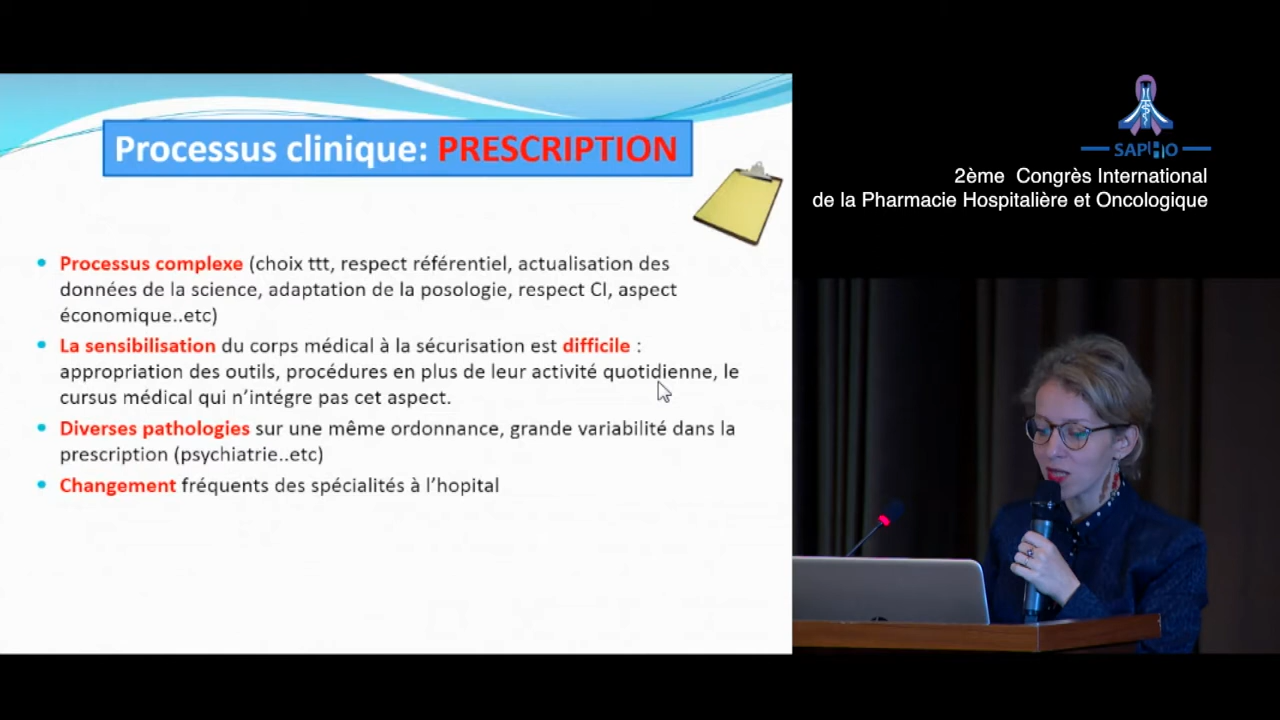 Processus clinique: PRESCRIPTION
Processus complexe (choix ttt, respect référentiel, actualisation des
données de la science, adaptation de la posologie, respect CI, aspect
économique..etc)
La sensibilisation du corps médical à la sécurisation est difficile :
appropriation des outils, procédures en plus de leur activité quotidienne, le
cursus médical qui n'intégre pas cet aspect.
Diverses pathologies sur une même ordonnance, grande variabilité dans la
prescription (psychiatrie..etc)
Changement fréquents des spécialités à l'hopital
SAPHO
2ème Congrès International
de la Pharmacie Hospitalière et Oncologique